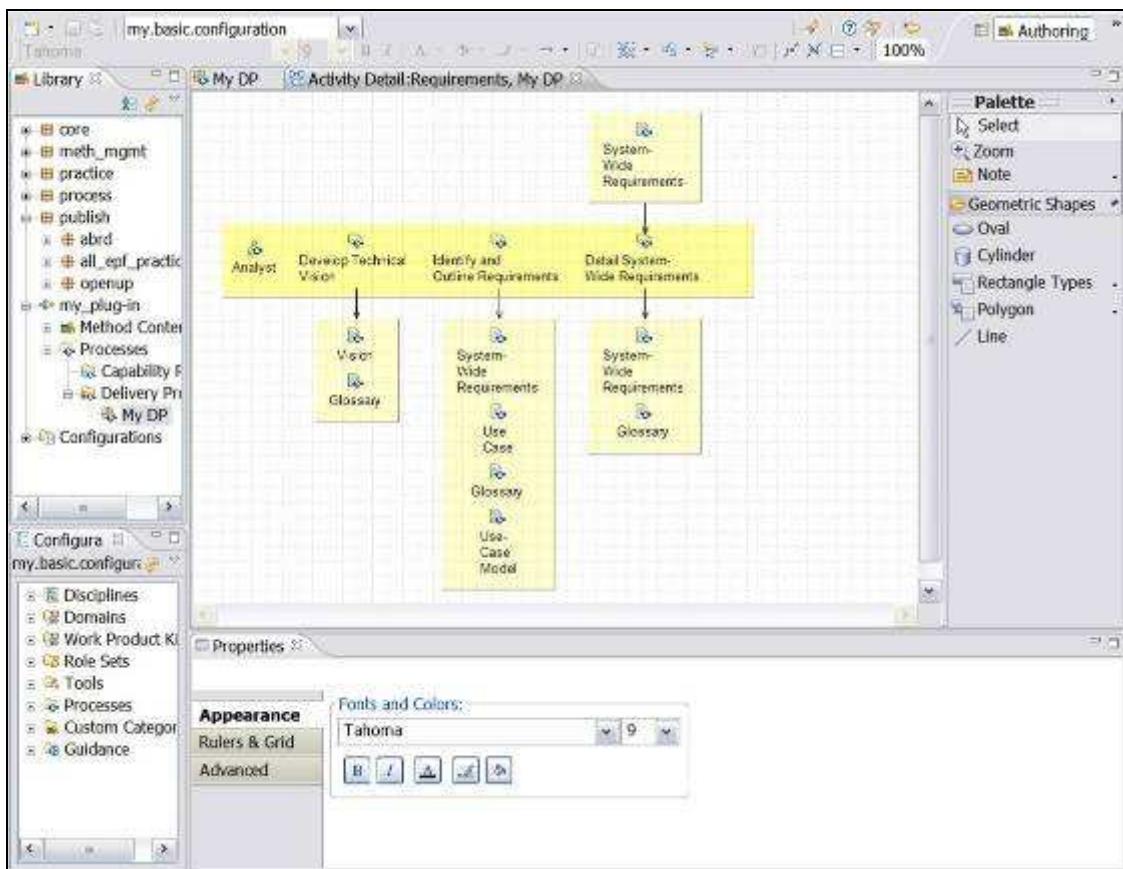 my.basic.configuration
Authoring
Tahoma
9
100%
Library
My DP
Activity Detail:Requirements, My DP
core
meth_mgmt
practice
process
publish
abrd
all_epf_practic
openup
my_plug-in
Method Conter
Processes
Capability P
Delivery Pro
My DP
Configurations
System-
Wide
Requirements
Analyst
Develop Technical
Vision
Identify and
Outline Requirements
Detail System-
Wide Requirements
Vision
Glossary
System-
Wide
Requirements
Use
Case
Glossary
Use-
Case
Model
System-
Wide
Requirements
Glossary
Palette
Select
Zoom
Note
Geometric Shapes
Oval
Cylinder
Rectangle Types
Polygon
Line
Configura
my.basic.configura
Disciplines
Domains
Work Product Ki
Role Sets
Tools
Processes
Custom Categor
Guidance
Properties
Appearance
Rulers & Grid
Advanced
Fonts and Colors:
Tahoma
9
B
I
A